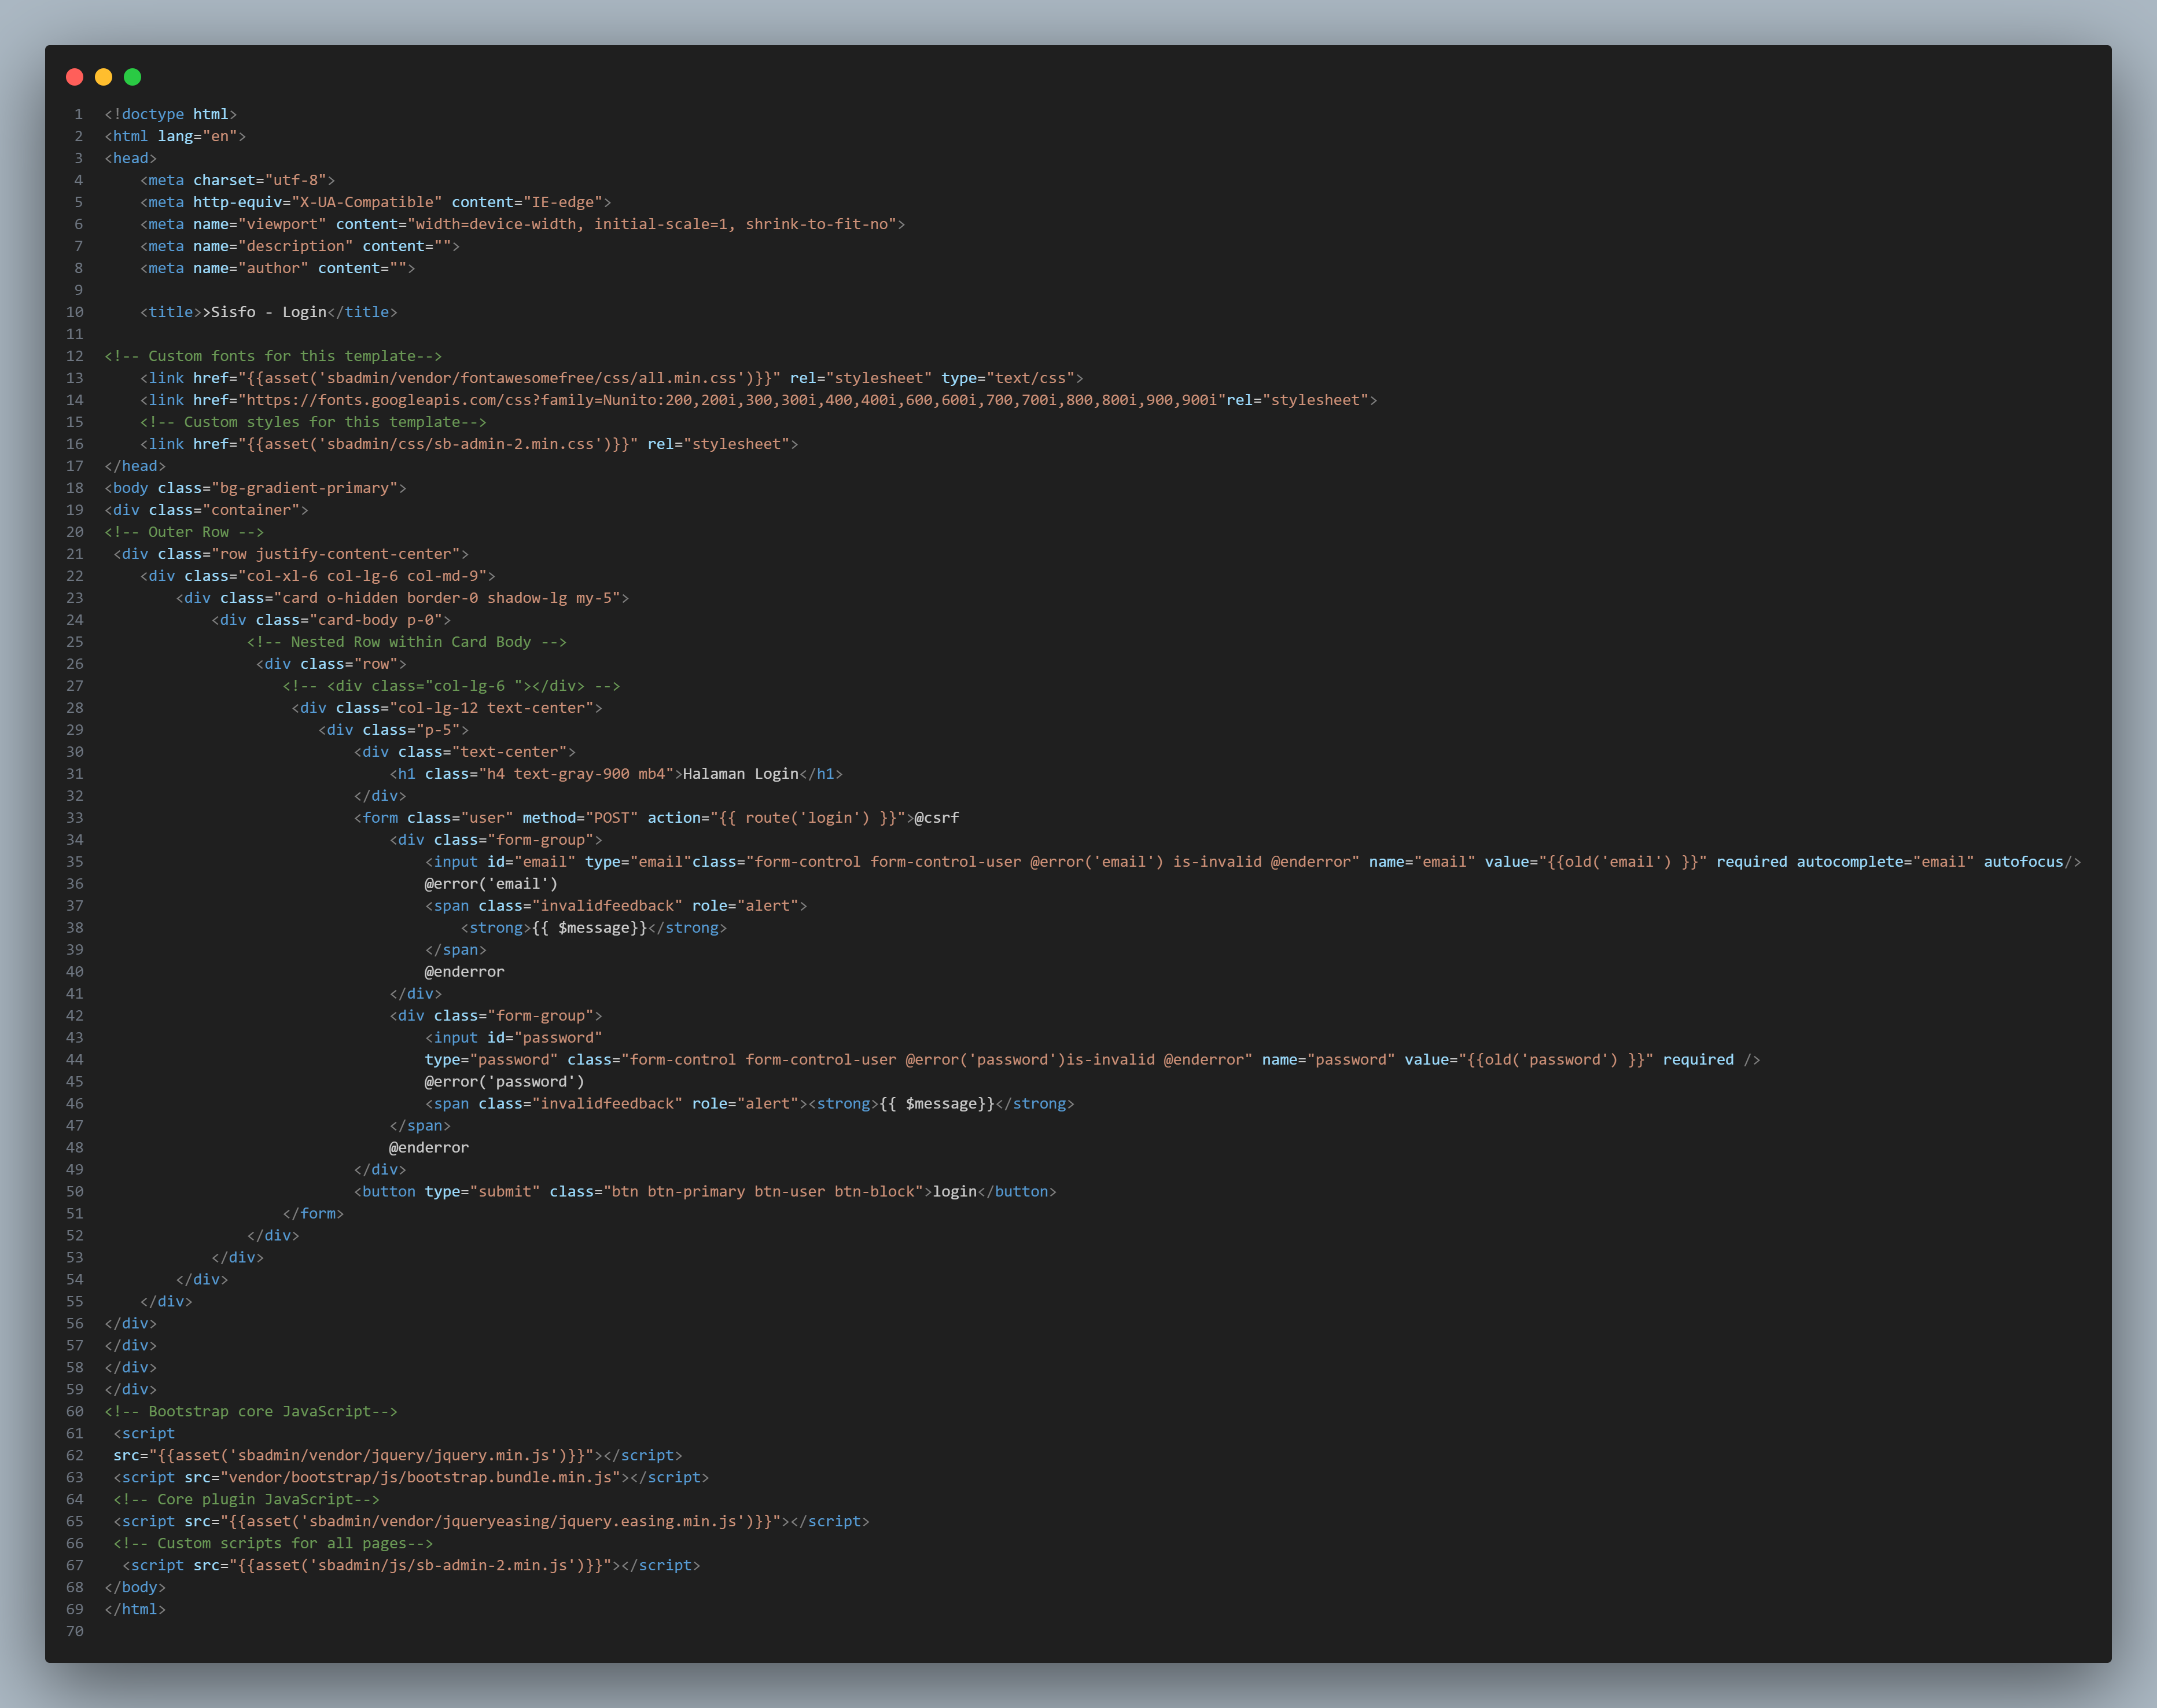 1 <!doctype html>
2 <html lang="en">
3 <head>
4     <meta charset="utf-8">
5     <meta http-equiv="X-UA-Compatible" content="IE-edge">
6     <meta name="viewport" content="width=device-width, initial-scale=1, shrink-to-fit-no">
7     <meta name="description" content="">
8     <meta name="author" content="">
9
10     <title>>Sisfo - Login</title>
11
12 <!-- Custom fonts for this template-->
13     <link href="{{asset('sbadmin/vendor/fontawesomefree/css/all.min.css')}}" rel="stylesheet" type="text/css">
14     <link href="https://fonts.googleapis.com/css?family=Nunito:200,200i,300,300i,400,400i,600,600i,700,700i,800,800i,900,900i"rel="stylesheet">
15     <!-- Custom styles for this template-->
16     <link href="{{asset('sbadmin/css/sb-admin-2.min.css')}}" rel="stylesheet">
17 </head>
18 <body class="bg-gradient-primary">
19 <div class="container">
20 <!-- Outer Row -->
21  <div class="row justify-content-center">
22     <div class="col-xl-6 col-lg-6 col-md-9">
23         <div class="card o-hidden border-0 shadow-lg my-5">
24             <div class="card-body p-0">
25                 <!-- Nested Row within Card Body -->
26                  <div class="row">
27                     <!-- <div class="col-lg-6 "></div> -->
28                      <div class="col-lg-12 text-center">
29                         <div class="p-5">
30                             <div class="text-center">
31                                 <h1 class="h4 text-gray-900 mb4">Halaman Login</h1>
32                             </div>
33                             <form class="user" method="POST" action="{{ route('login') }}">@csrf
34                                 <div class="form-group">
35                                     <input id="email" type="email"class="form-control form-control-user @error('email') is-invalid @enderror" name="email" value="{{old('email') }}" required autocomplete="email" autofocus/>
36                                     @error('email')
37                                     <span class="invalidfeedback" role="alert">
38                                         <strong>{{ $message}}</strong>
39                                     </span>
40                                     @enderror
41                                 </div>
42                                 <div class="form-group">
43                                     <input id="password"
44                                     type="password" class="form-control form-control-user @error('password')is-invalid @enderror" name="password" value="{{old('password') }}" required />
45                                     @error('password')
46                                     <span class="invalidfeedback" role="alert"><strong>{{ $message}}</strong>
47                                 </span>
48                                 @enderror
49                             </div>
50                             <button type="submit" class="btn btn-primary btn-user btn-block">login</button>
51                     </form>
52                 </div>
53             </div>
54         </div>
55     </div>
56 </div>
57 </div>
58 </div>
59 </div>
60 <!-- Bootstrap core JavaScript-->
61  <script
62  src="{{asset('sbadmin/vendor/jquery/jquery.min.js')}}"></script>
63  <script src="vendor/bootstrap/js/bootstrap.bundle.min.js"></script>
64  <!-- Core plugin JavaScript-->
65  <script src="{{asset('sbadmin/vendor/jqueryeasing/jquery.easing.min.js')}}"></script>
66  <!-- Custom scripts for all pages-->
67   <script src="{{asset('sbadmin/js/sb-admin-2.min.js')}}"></script>
68 </body>
69 </html>
70